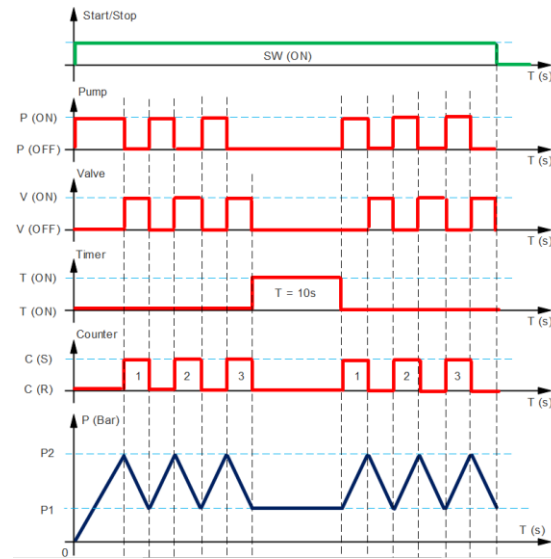 Start/Stop
SW (ON)
T (s)
Pump
P (ON)
P (OFF)
T (s)
Valve
V (ON)
V (OFF)
T (s)
Timer
T (ON)
T = 10s
T (ON)
T (s)
Counter
C (S)
1 2 3 1 2 3
C (R)
T (s)
P (Bar)
P2
P1
T (s)
0